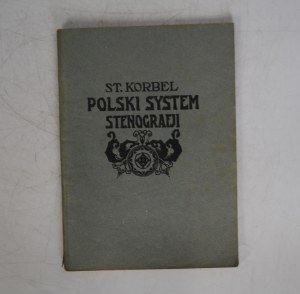 ST. KORBEL
POLSKI SYSTEM
STENOGRAFJI